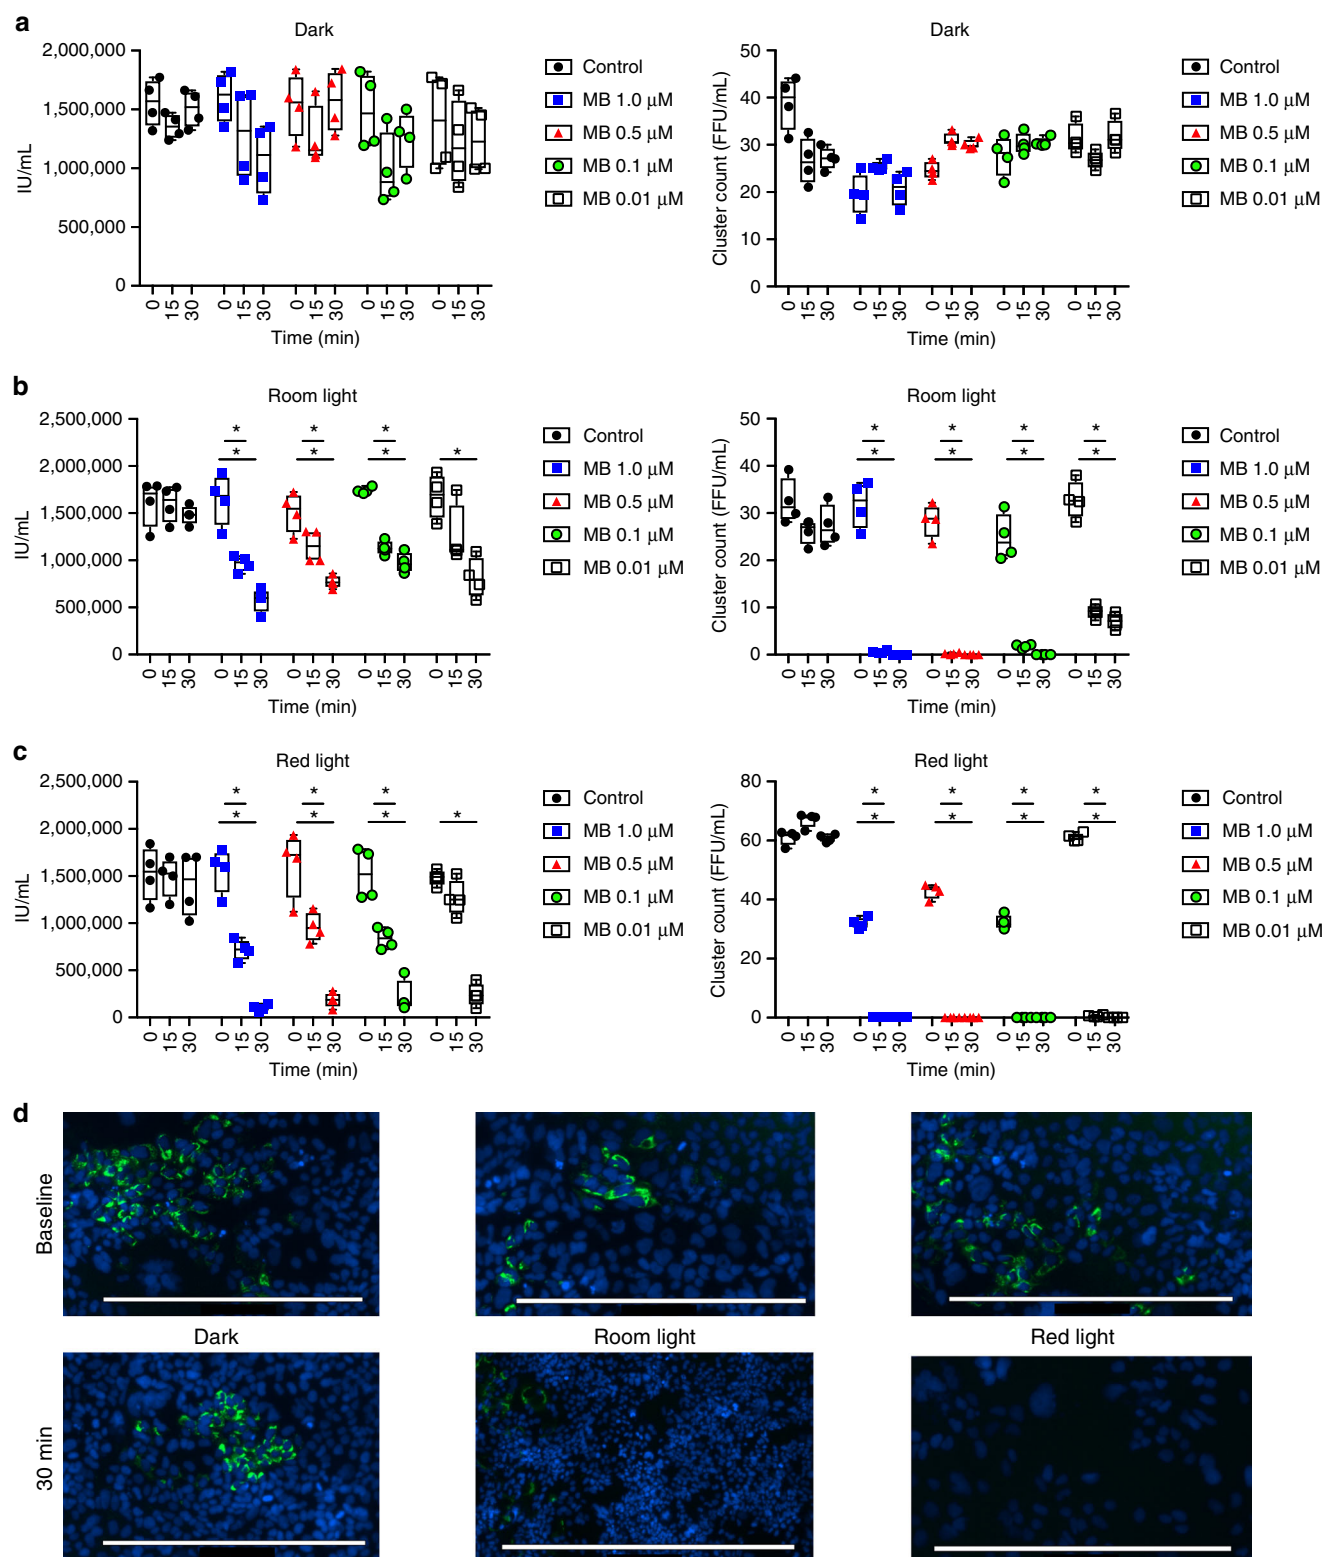 a
Dark
2,000,000
1,500,000
1,000,000
500,000
0
IU/mL
0 15 30 0 15 30 0 15 30 0 15 30 0 15 30
Time (min)
Control
MB 1.0 μM
MB 0.5 μM
MB 0.1 μM
MB 0.01 μM
Dark
50
40
30
20
10
0
Cluster count (FFU/mL)
0 15 30 0 15 30 0 15 30 0 15 30 0 15 30
Time (min)
Control
MB 1.0 μM
MB 0.5 μM
MB 0.1 μM
MB 0.01 μM
b
Room light
2,500,000
2,000,000
1,500,000
1,000,000
500,000
0
IU/mL
* * * * * * *
0 15 30 0 15 30 0 15 30 0 15 30 0 15 30
Time (min)
Control
MB 1.0 μM
MB 0.5 μM
MB 0.1 μM
MB 0.01 μM
Room light
50
40
30
20
10
0
Cluster count (FFU/mL)
* * * * * * * *
0 15 30 0 15 30 0 15 30 0 15 30 0 15 30
Time (min)
Control
MB 1.0 μM
MB 0.5 μM
MB 0.1 μM
MB 0.01 μM
c
Red light
2,500,000
2,000,000
1,500,000
1,000,000
500,000
0
IU/mL
* * * * * * *
0 15 30 0 15 30 0 15 30 0 15 30 0 15 30
Time (min)
Control
MB 1.0 μM
MB 0.5 μM
MB 0.1 μM
MB 0.01 μM
Red light
80
60
40
20
0
Cluster count (FFU/mL)
* * * * * * * *
0 15 30 0 15 30 0 15 30 0 15 30 0 15 30
Time (min)
Control
MB 1.0 μM
MB 0.5 μM
MB 0.1 μM
MB 0.01 μM
d
Baseline
Dark
Room light
Red light
30 min